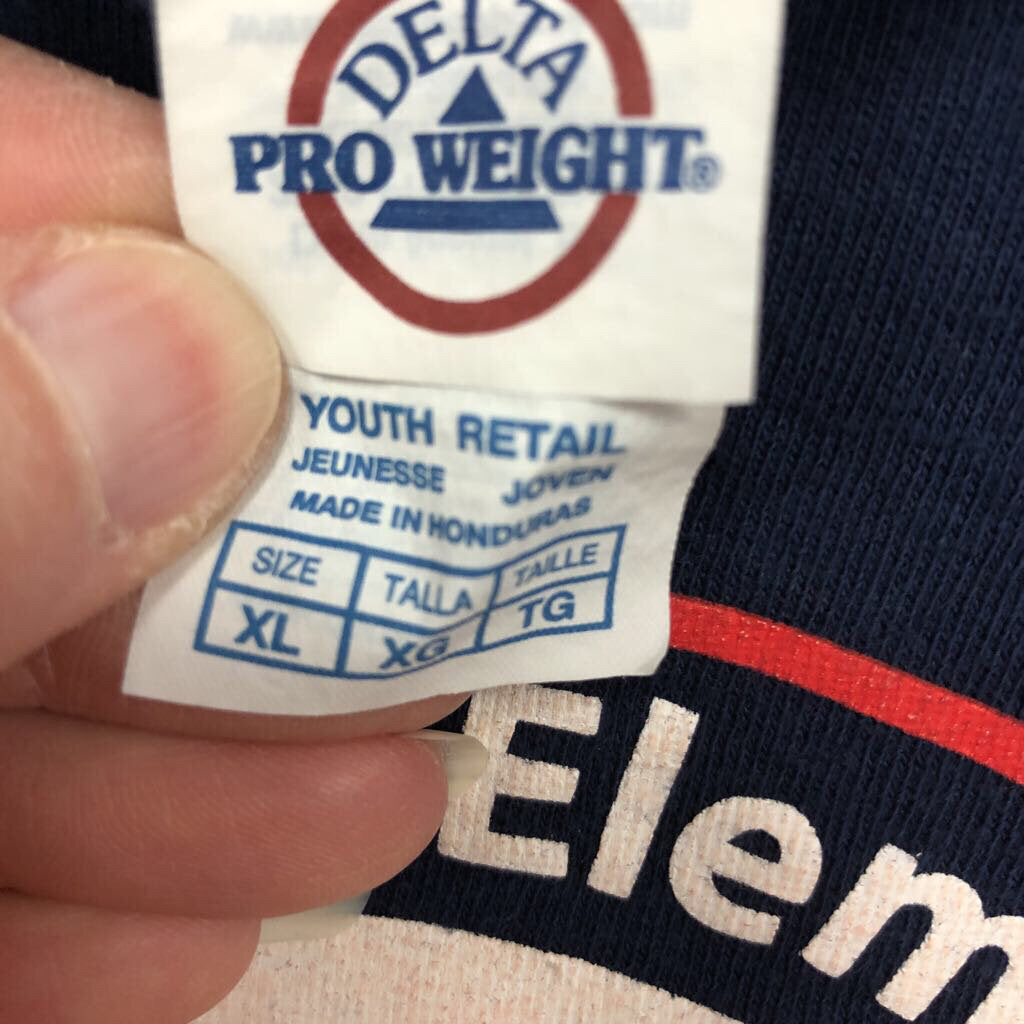 DELTA
PRO WEIGHT®
YOUTH RETAIL
JEUNESSE JOVEN
MADE IN HONDURAS
SIZE TALLA TAILLE
XL XG TG
Elem